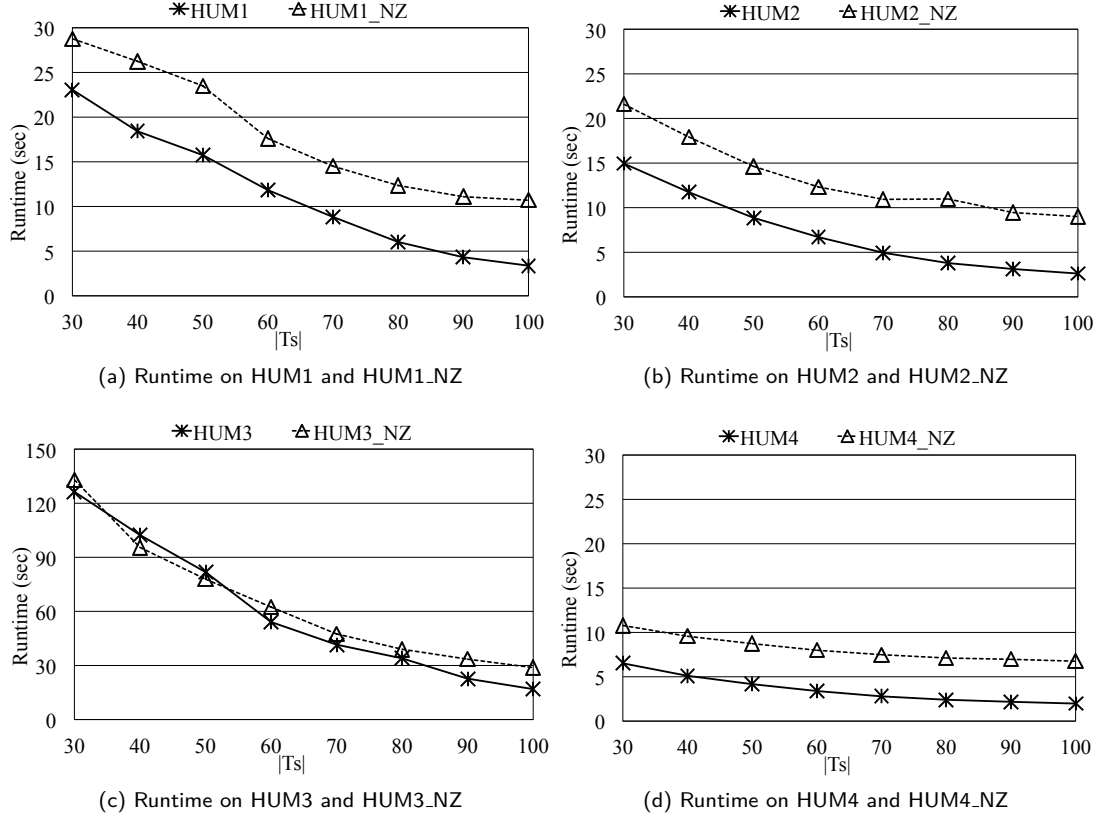 HUM1 HUM1_NZ
30
25
20
15
10
5
0
Runtime (sec)
30 40 50 60 70 80 90 100
|Ts|
(a) Runtime on HUM1 and HUM1_NZ
HUM2 HUM2_NZ
30
25
20
15
10
5
0
Runtime (sec)
30 40 50 60 70 80 90 100
|Ts|
(b) Runtime on HUM2 and HUM2_NZ
HUM3 HUM3_NZ
150
120
90
60
30
0
Runtime (sec)
30 40 50 60 70 80 90 100
|Ts|
(c) Runtime on HUM3 and HUM3_NZ
HUM4 HUM4_NZ
30
25
20
15
10
5
0
Runtime (sec)
30 40 50 60 70 80 90 100
|Ts|
(d) Runtime on HUM4 and HUM4_NZ